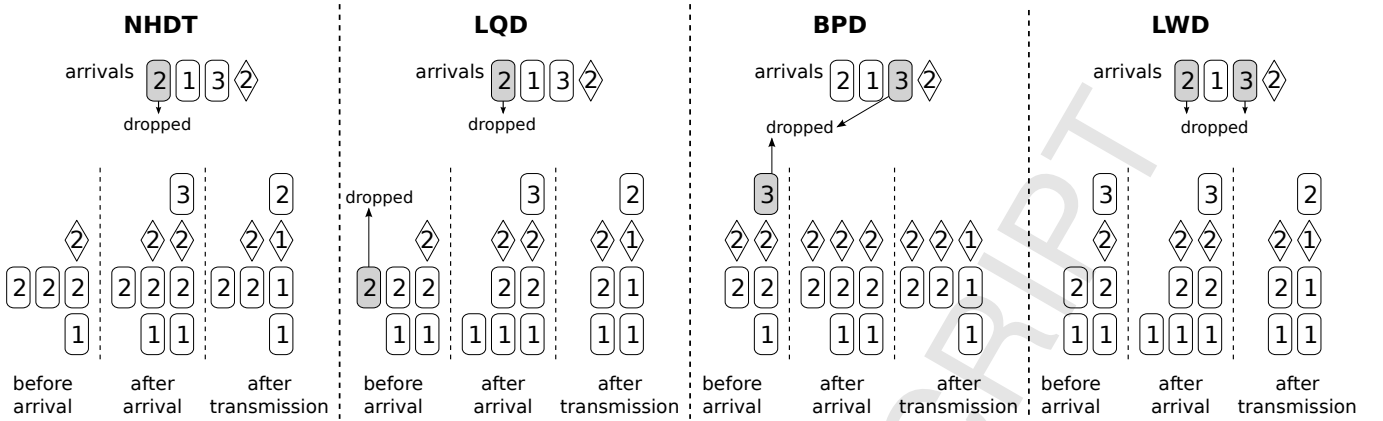 NHDT
arrivals 2 1 3 2
dropped
3 2
2 2 2 2 1
2 2 2 2 2 2 2 2 1
1 1 1 1
before after after
arrival arrival transmission
LQD
arrivals 2 1 3 2
dropped
dropped 3 2
2 2 2 2 1
2 2 2 2 2 2 1
1 1 1 1 1 1 1
before after after
arrival arrival transmission
BPD
arrivals 2 1 3 2
dropped
3
2 2 2 2 2 2 2 1
2 2 2 2 2 2 2 1
1 1 1 1
before after after
arrival arrival transmission
LWD
arrivals 2 1 3 2
dropped
3 3 2
2 2 2 2 1
2 2 2 2 2 1
1 1 1 1 1 1 1
before after after
arrival arrival transmission
RIPT